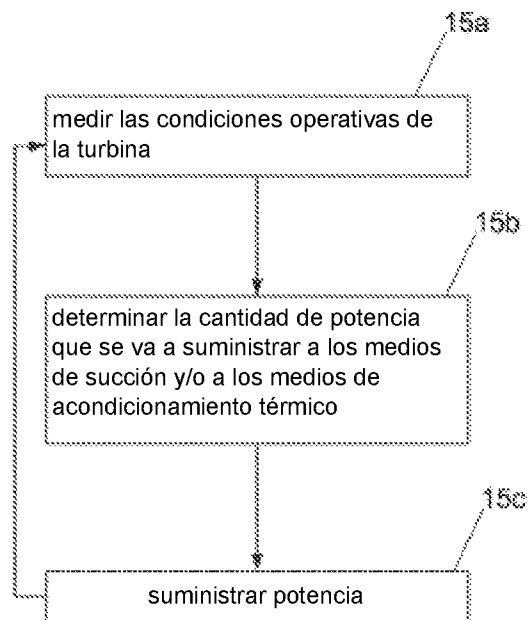 15a
medir las condiciones operativas de
la turbina
15b
determinar la cantidad de potencia
que se va a suministrar a los medios
de succión y/o a los medios de
acondicionamiento térmico
15c
suministrar potencia